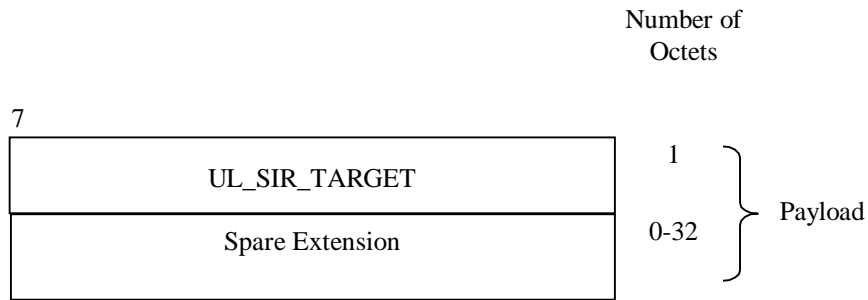 Number of
Octets
7
UL_SIR_TARGET
1
Spare Extension
0-32
Payload